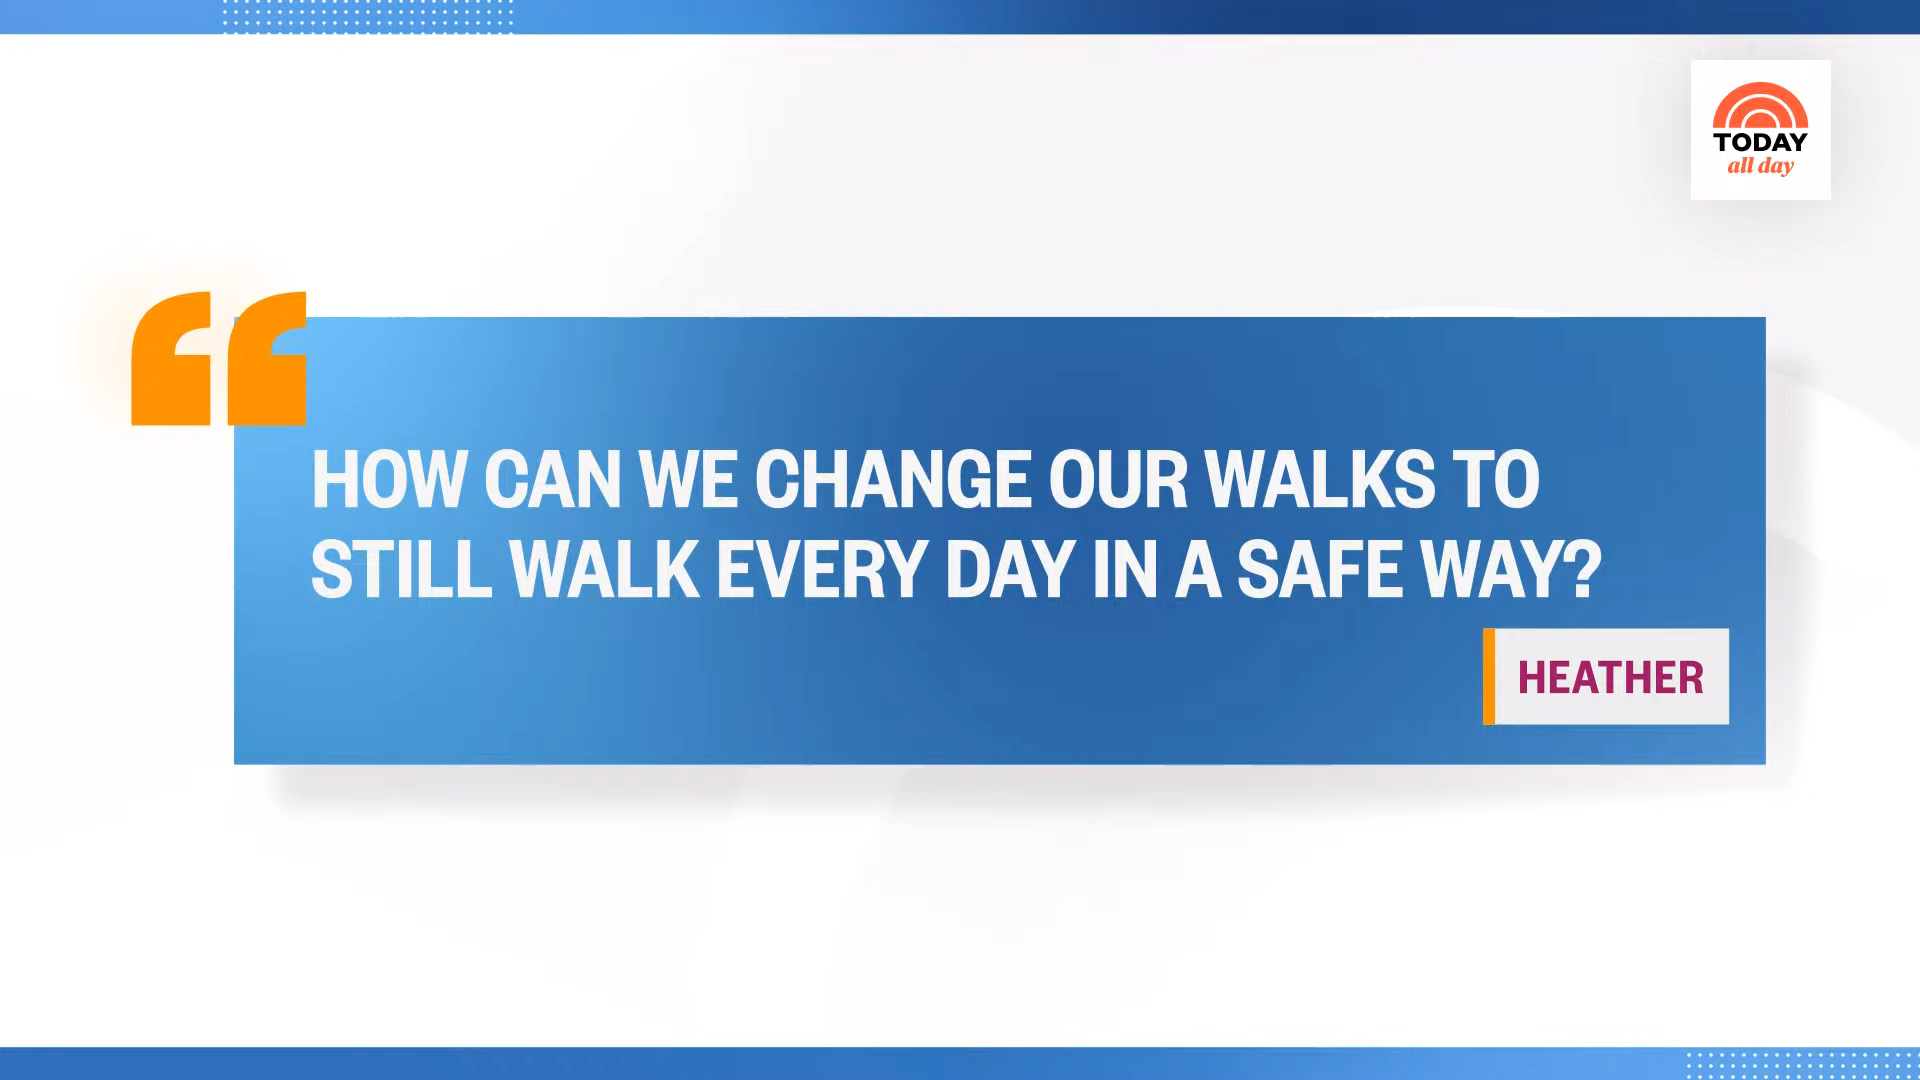 TODAY
all day
“
HOW CAN WE CHANGE OUR WALKS TO
STILL WALK EVERY DAY IN A SAFE WAY?
HEATHER